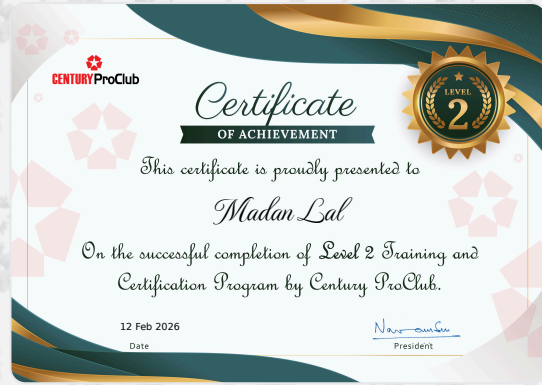 CENTURY ProClub
Certificate
OF ACHIEVEMENT
LEVEL
2
This certificate is proudly presented to
Madan Lal
On the successful completion of Level 2 Training and
Certification Program by Century ProClub.
12 Feb 2026
Date
President